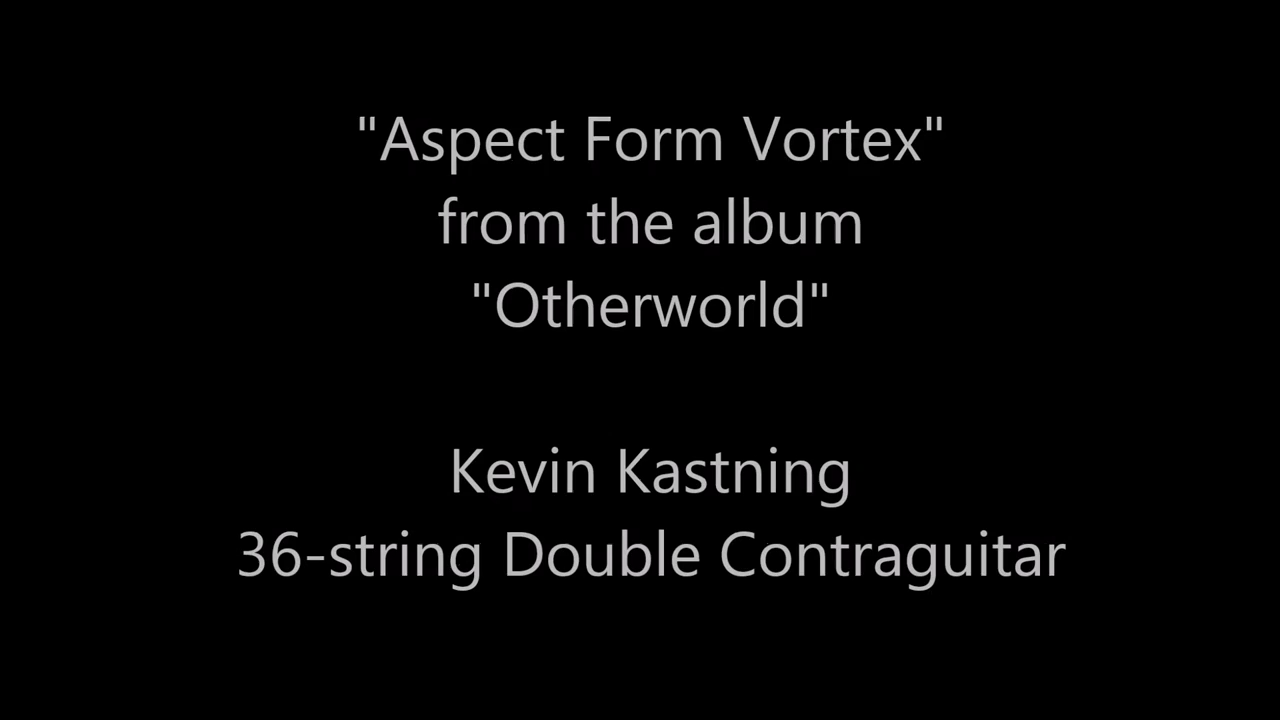 "Aspect Form Vortex"
from the album
"Otherworld"
Kevin Kastning
36-string Double Contraguitar